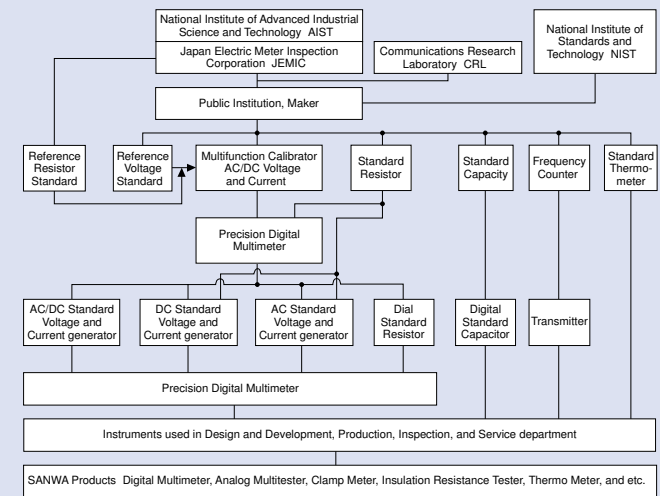 National Institute of Advanced Industrial
Science and Technology AIST
Japan Electric Meter Inspection
Corporation JEMIC
Communications Research
Laboratory CRL
National Institute of
Standards and
Technology NIST
Public Institution, Maker
Reference
Resistor
Standard
Reference
Voltage
Standard
Multifunction Calibrator
AC/DC Voltage
and Current
Standard
Resistor
Standard
Capacity
Frequency
Counter
Standard
Thermo-
meter
Precision Digital
Multimeter
AC/DC Standard
Voltage and
Current generator
DC Standard
Voltage and
Current generator
AC Standard
Voltage and
Current generator
Dial
Standard
Resistor
Digital
Standard
Capacitor
Transmitter
Precision Digital Multimeter
Instruments used in Design and Development, Production, Inspection, and Service department
SANWA Products Digital Multimeter, Analog Multitester, Clamp Meter, Insulation Resistance Tester, Thermo Meter, and etc.